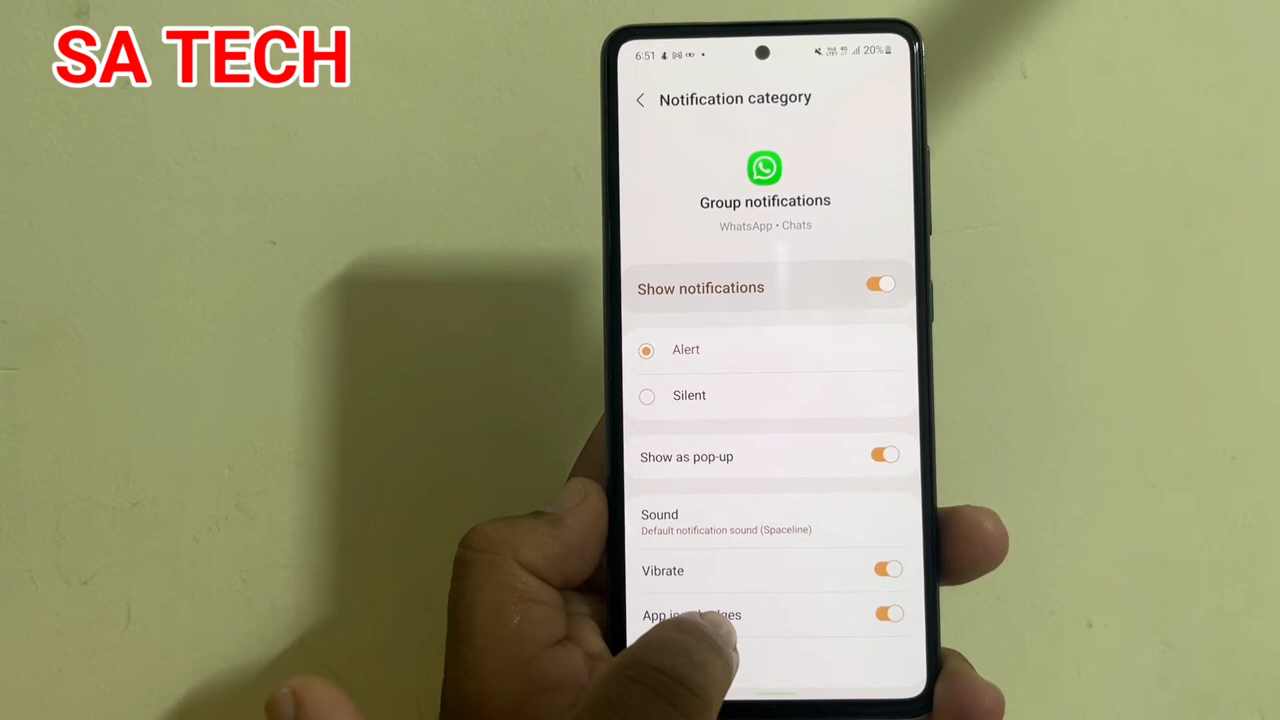 SA TECH
6:51
20%
Notification category
Group notifications
WhatsApp • Chats
Show notifications
Alert
Silent
Show as pop-up
Sound
Default notification sound (Spaceline)
Vibrate
App